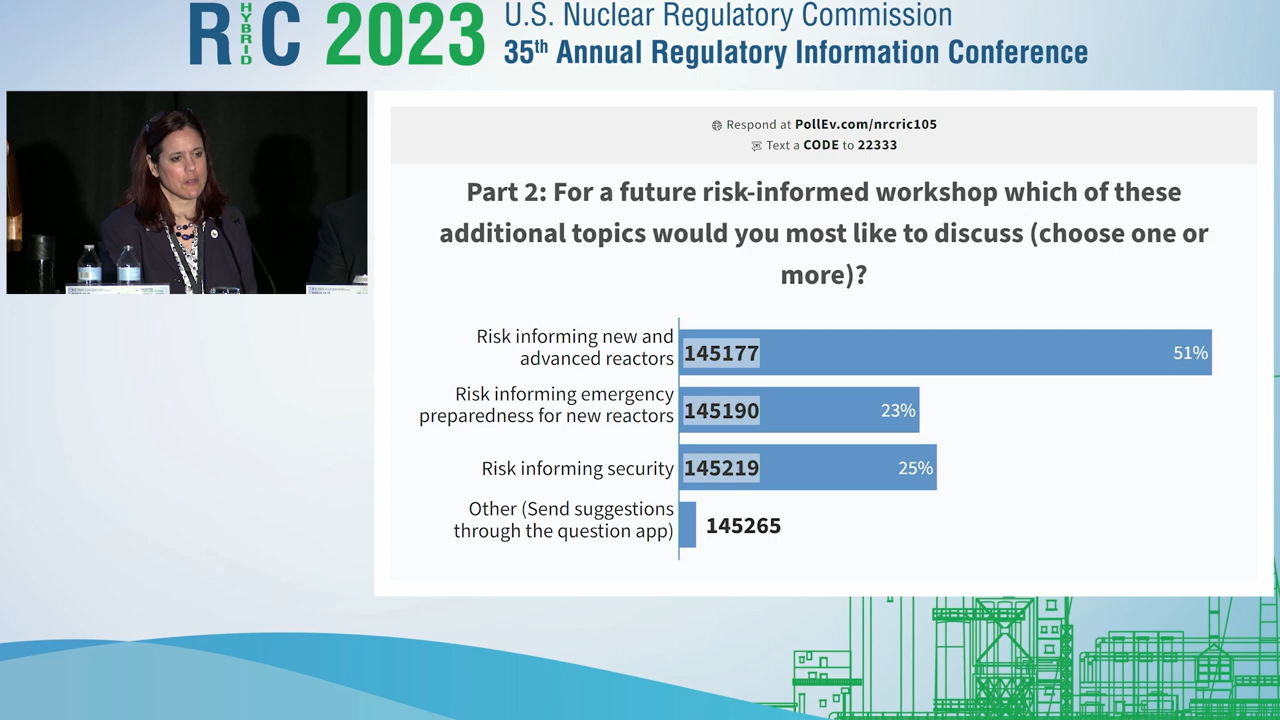 RIC 2023
HYBRID
U.S. Nuclear Regulatory Commission
35th Annual Regulatory Information Conference
Respond at PollEv.com/nrcric105
Text a CODE to 22333
Part 2: For a future risk-informed workshop which of these
additional topics would you most like to discuss (choose one or
more)?
Risk informing new and
advanced reactors
145177
51%
Risk informing emergency
preparedness for new reactors
145190
23%
Risk informing security
145219
25%
Other (Send suggestions
through the question app)
145265